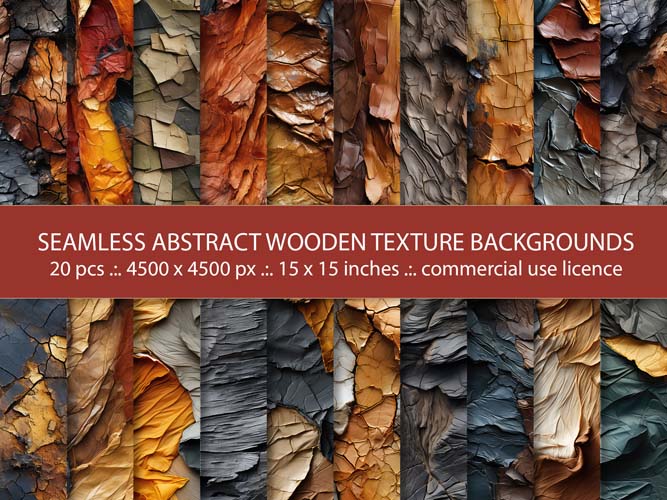 SEAMLESS ABSTRACT WOODEN TEXTURE BACKGROUNDS
20 pcs .:. 4500 x 4500 px .:. 15 x 15 inches .:. commercial use licence